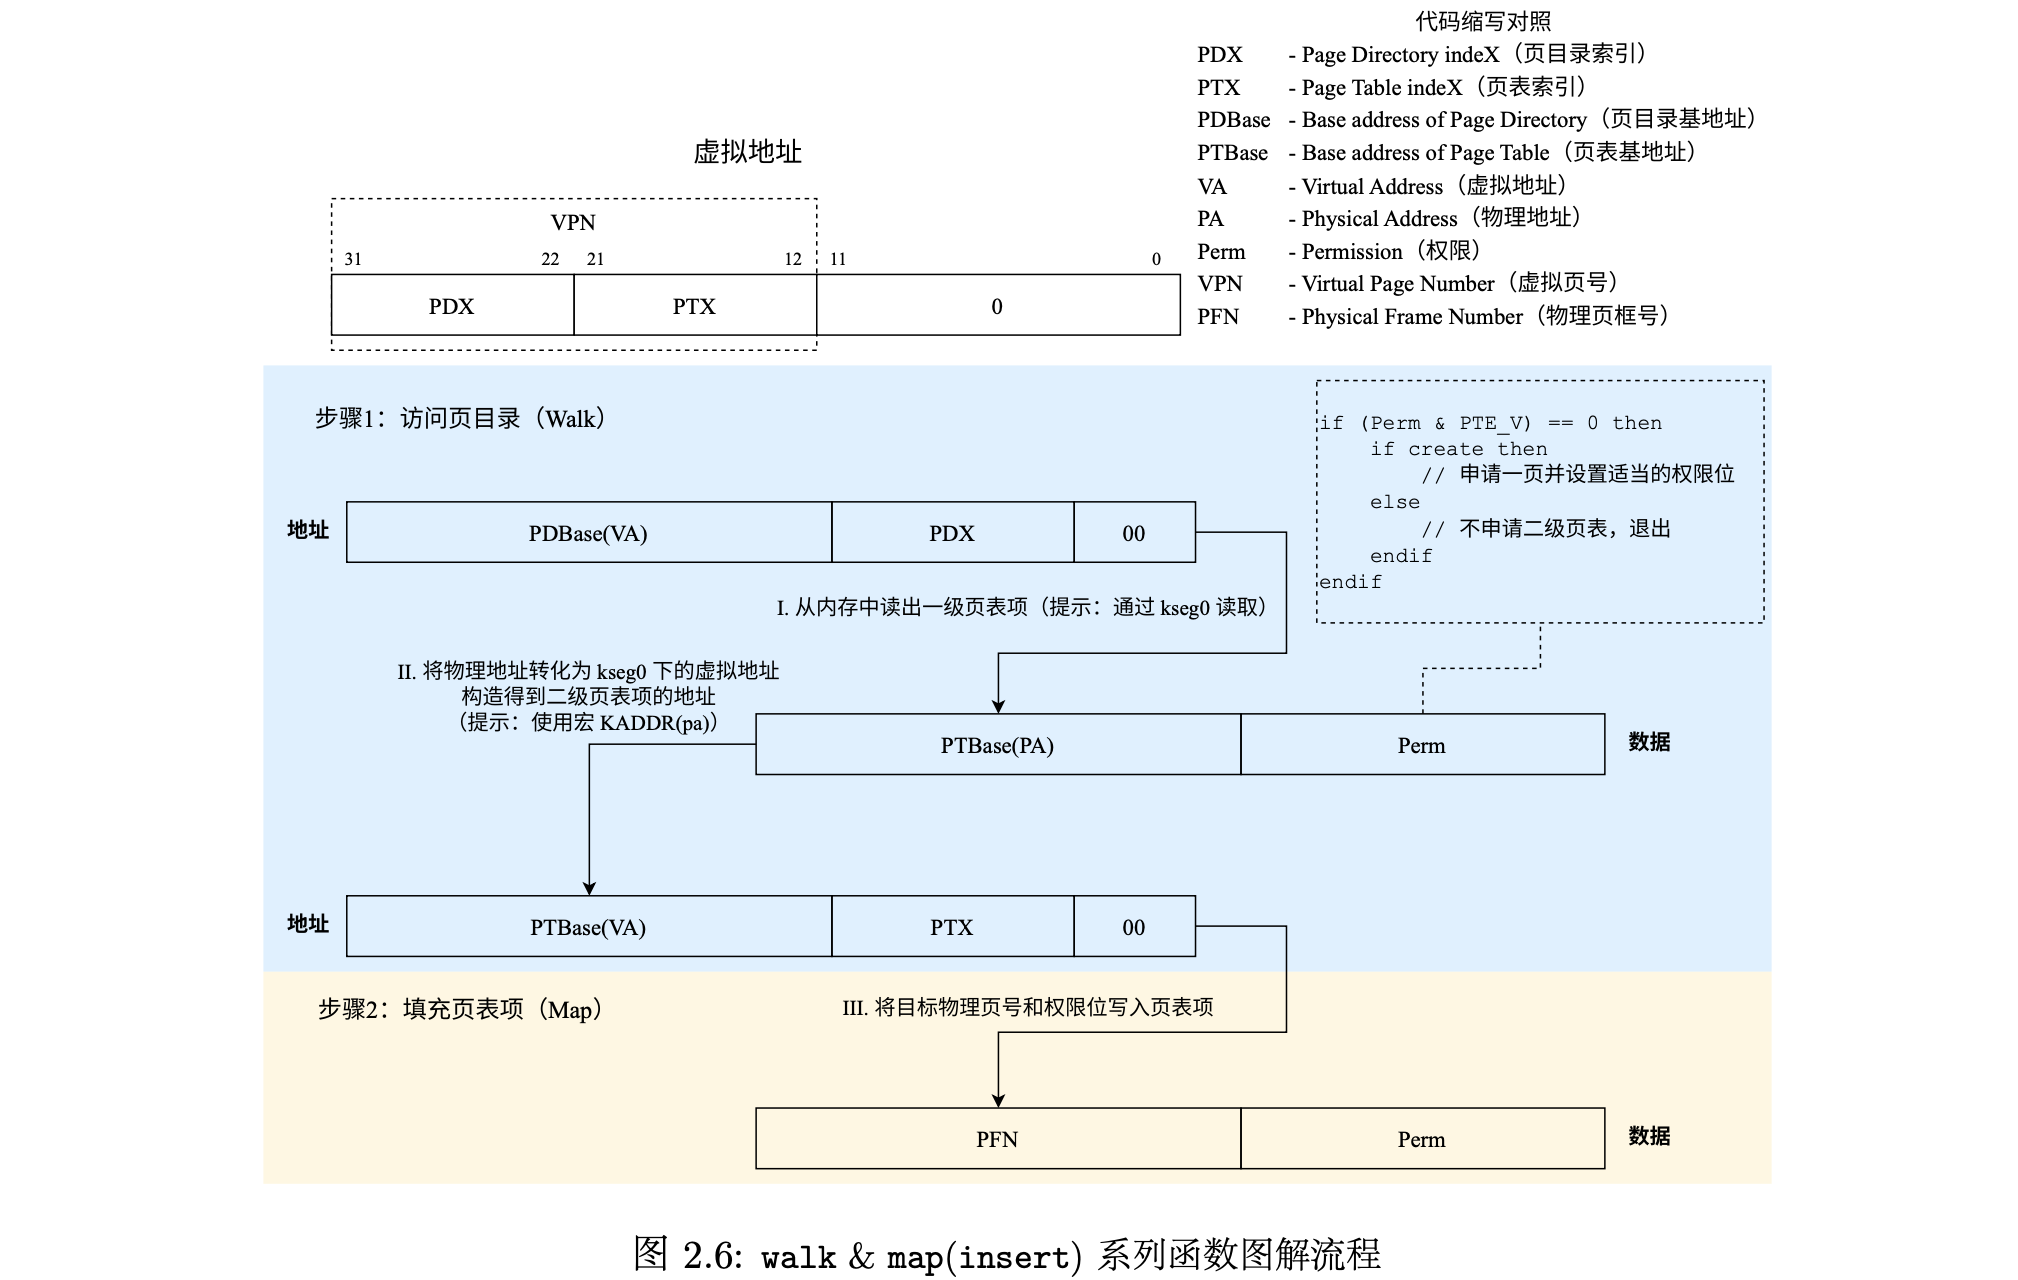 代码缩写对照
PDX - Page Directory indeX（页目录索引）
PTX - Page Table indeX（页表索引）
PDBase - Base address of Page Directory（页目录基地址）
PTBase - Base address of Page Table（页表基地址）
VA - Virtual Address（虚拟地址）
PA - Physical Address（物理地址）
Perm - Permission（权限）
VPN - Virtual Page Number（虚拟页号）
PFN - Physical Frame Number（物理页框号）
虚拟地址
VPN
31 22 21 12 11 0
PDX PTX 0
步骤1：访问页目录（Walk）
if (Perm & PTE_V) == 0 then
if create then
// 申请一页并设置适当的权限位
else
// 不申请二级页表，退出
endif
endif
地址 PDBase(VA) PDX 00
I. 从内存中读出一级页表项（提示：通过 kseg0 读取）
II. 将物理地址转化为 kseg0 下的虚拟地址
构造得到二级页表项的地址
（提示：使用宏 KADDR(pa)）
PTBase(PA) Perm 数据
地址 PTBase(VA) PTX 00
步骤2：填充页表项（Map）
III. 将目标物理页号和权限位写入页表项
PFN Perm 数据
图 2.6: walk & map(insert) 系列函数图解流程